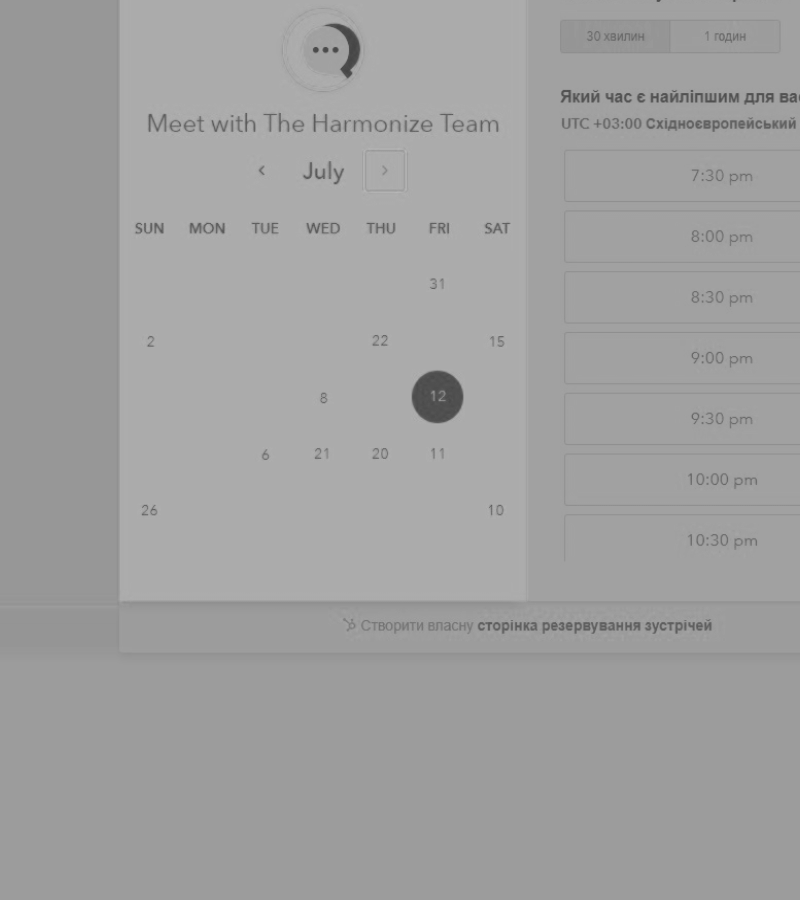 30 хвилин 1 годин
Meet with The Harmonize Team
Який час є найліпшим для
UTC +03:00 Східноєвропейський
July
SUN MON TUE WED THU FRI SAT
31
2 22 15
8 12
6 21 20 11
26 10
7:30 pm
8:00 pm
8:30 pm
9:00 pm
9:30 pm
10:00 pm
10:30 pm
Створити власну сторінка резервування зустрічей